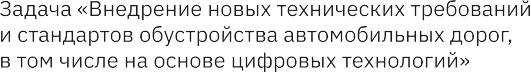 Задача «Внедрение новых технических требований
и стандартов обустройства автомобильных дорог,
в том числе на основе цифровых технологий»